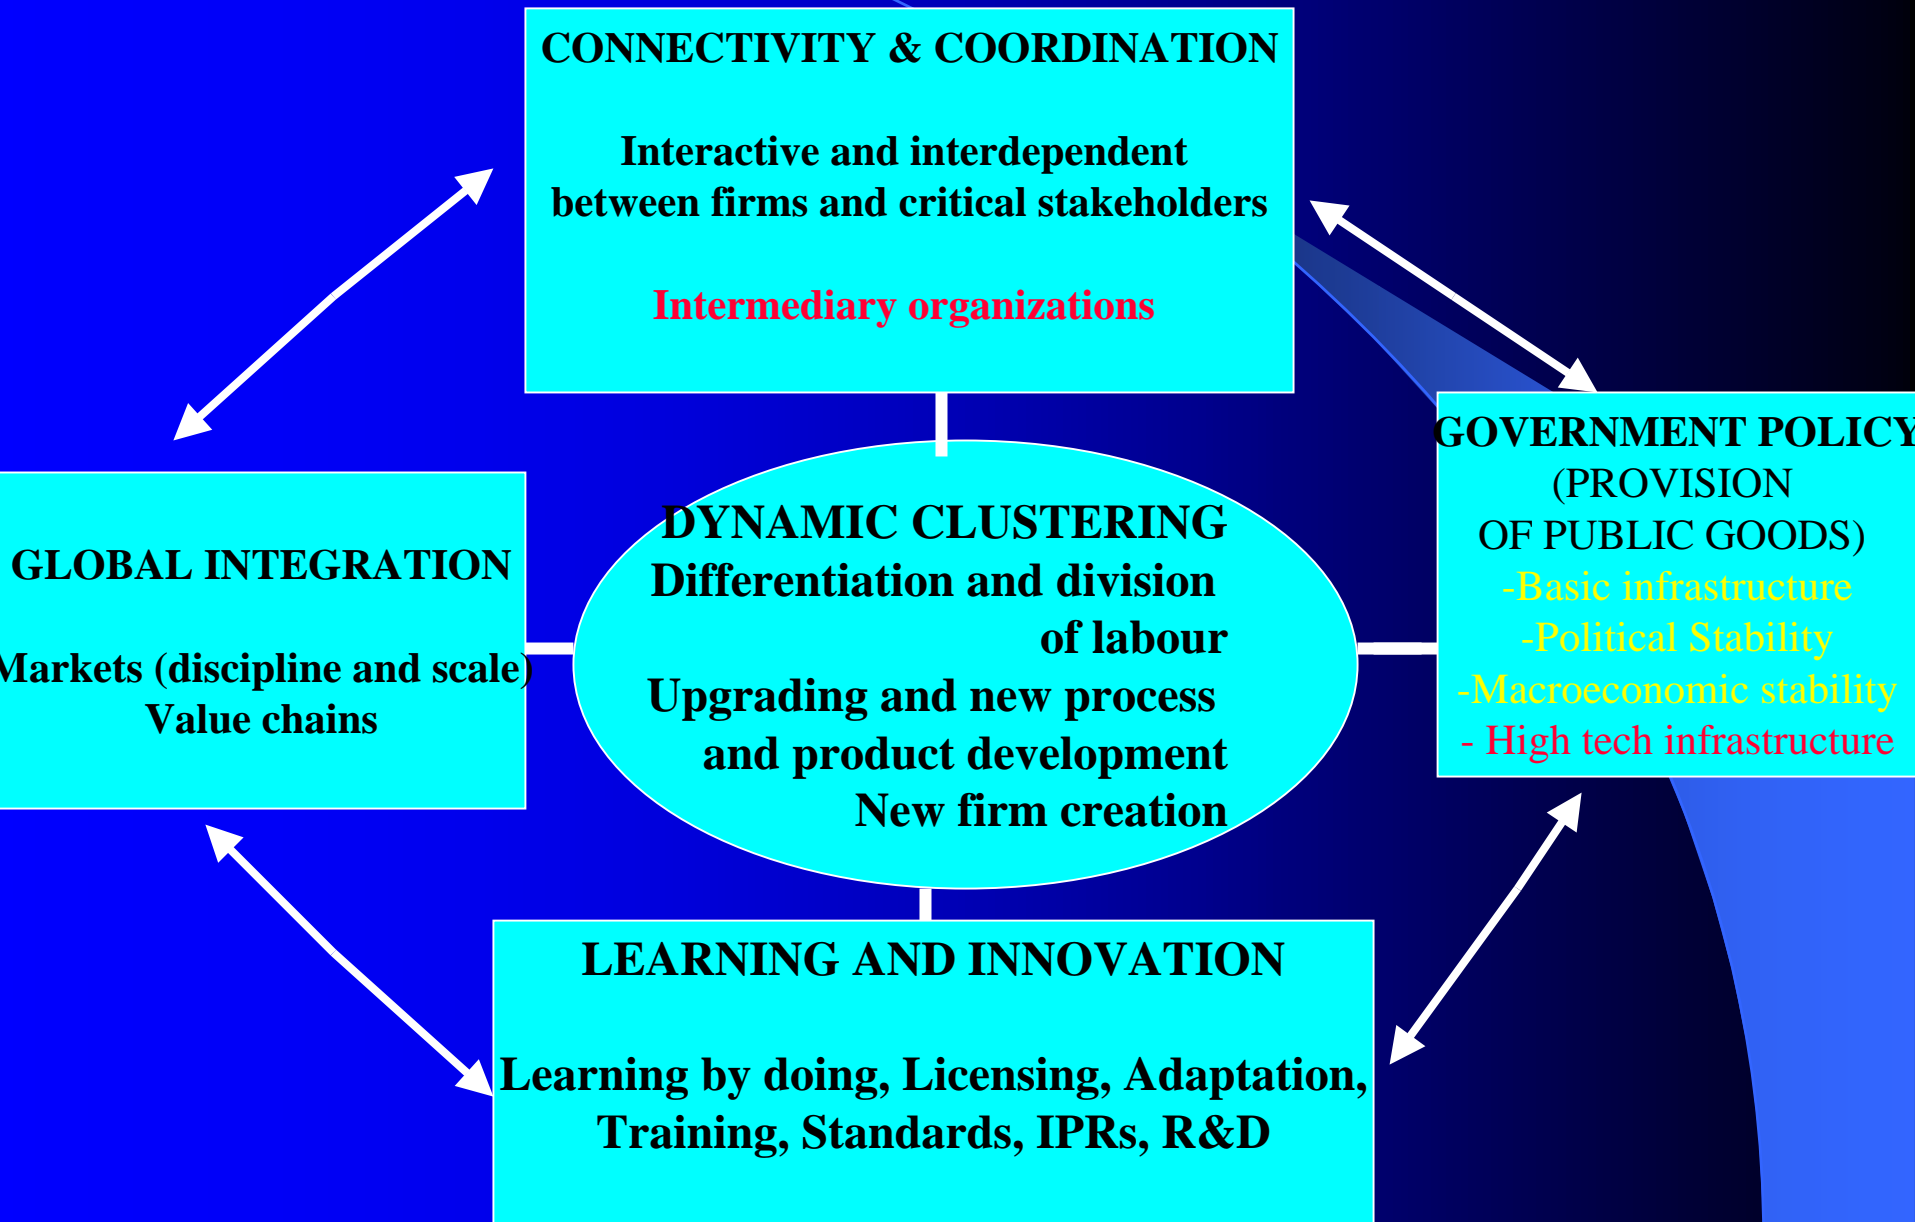 CONNECTIVITY & COORDINATION
Interactive and interdependent
between firms and critical stakeholders
Intermediary organizations
GLOBAL INTEGRATION
Markets (discipline and scale)
Value chains
DYNAMIC CLUSTERING
Differentiation and division
of labour
Upgrading and new process
and product development
New firm creation
GOVERNMENT POLICY
(PROVISION
OF PUBLIC GOODS)
-Basic infrastructure
-Political Stability
-Macroeconomic stability
- High tech infrastructure
LEARNING AND INNOVATION
Learning by doing, Licensing, Adaptation,
Training, Standards, IPRs, R&D